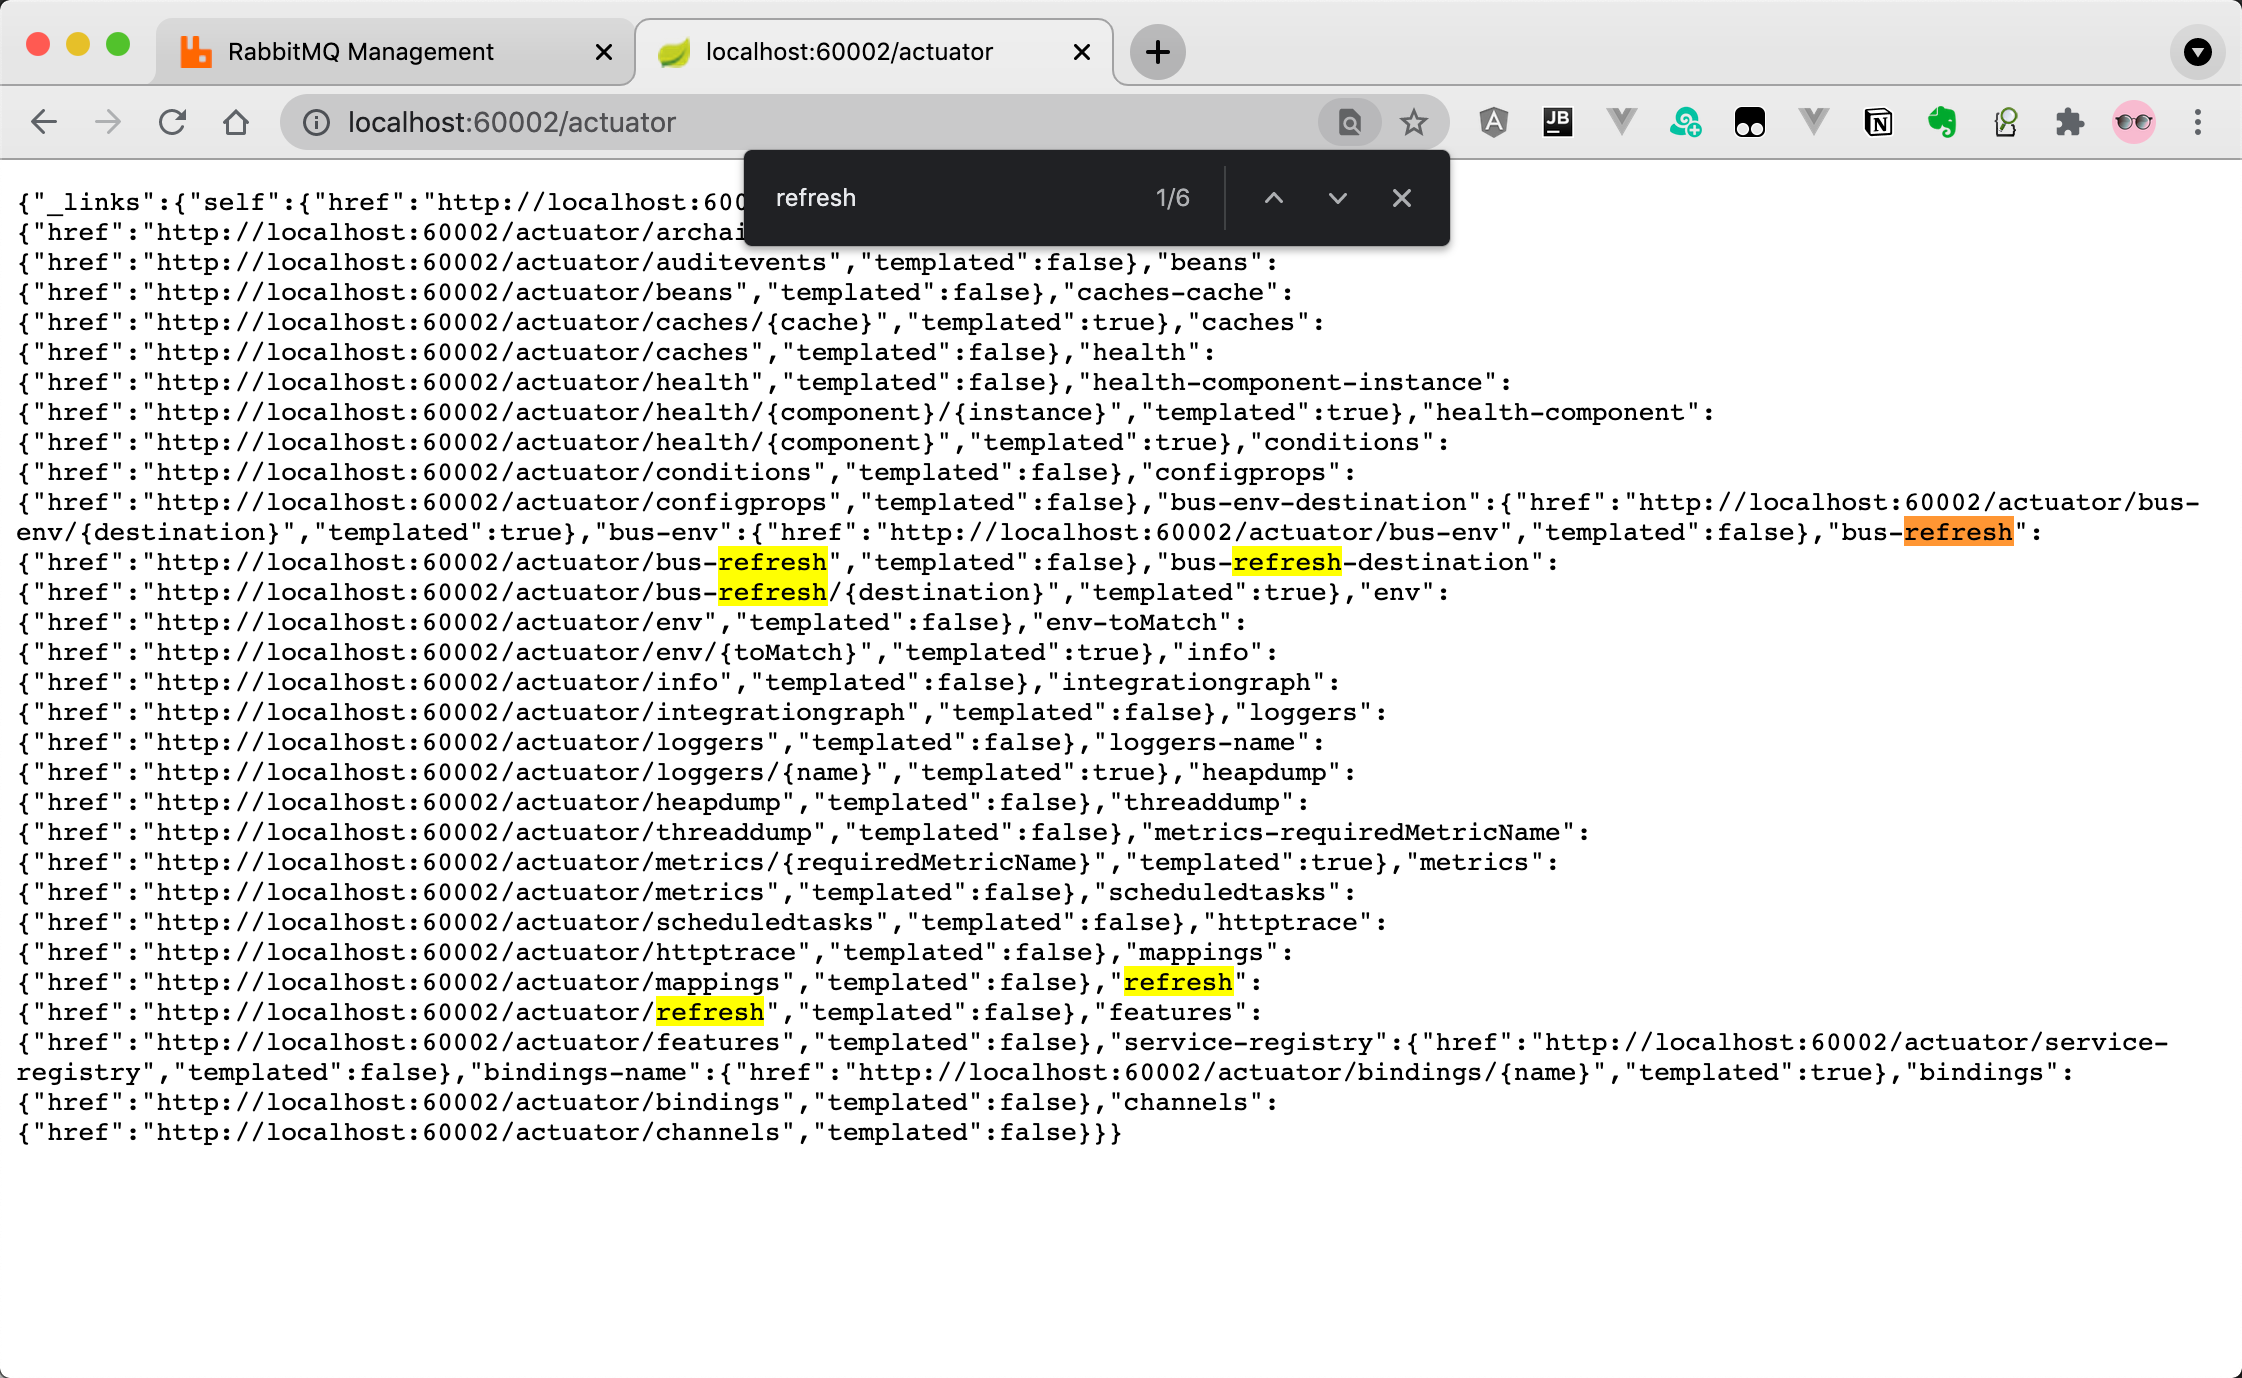 RabbitMQ Management
localhost:60002/actuator
localhost:60002/actuator
JB
refresh
1/6
{"_links":{"self":{"href":"http://localhost:600
{"href":"http://localhost:60002/actuator/archai
{"href":"http://localhost:60002/actuator/auditevents","templated":false},"beans":
{"href":"http://localhost:60002/actuator/beans","templated":false},"caches-cache":
{"href":"http://localhost:60002/actuator/caches/{cache}","templated":true},"caches":
{"href":"http://localhost:60002/actuator/caches","templated":false},"health":
{"href":"http://localhost:60002/actuator/health","templated":false},"health-component-instance":
{"href":"http://localhost:60002/actuator/health/{component}/{instance}","templated":true},"health-component":
{"href":"http://localhost:60002/actuator/health/{component}","templated":true},"conditions":
{"href":"http://localhost:60002/actuator/conditions","templated":false},"configprops":
{"href":"http://localhost:60002/actuator/configprops","templated":false},"bus-env-destination":{"href":"http://localhost:60002/actuator/bus-
env/{destination}","templated":true},"bus-env":{"href":"http://localhost:60002/actuator/bus-env","templated":false},"bus-refresh":
{"href":"http://localhost:60002/actuator/bus-refresh","templated":false},"bus-refresh-destination":
{"href":"http://localhost:60002/actuator/bus-refresh/{destination}","templated":true},"env":
{"href":"http://localhost:60002/actuator/env","templated":false},"env-toMatch":
{"href":"http://localhost:60002/actuator/env/{toMatch}","templated":true},"info":
{"href":"http://localhost:60002/actuator/info","templated":false},"integrationgraph":
{"href":"http://localhost:60002/actuator/integrationgraph","templated":false},"loggers":
{"href":"http://localhost:60002/actuator/loggers","templated":false},"loggers-name":
{"href":"http://localhost:60002/actuator/loggers/{name}","templated":true},"heapdump":
{"href":"http://localhost:60002/actuator/heapdump","templated":false},"threaddump":
{"href":"http://localhost:60002/actuator/threaddump","templated":false},"metrics-requiredMetricName":
{"href":"http://localhost:60002/actuator/metrics/{requiredMetricName}","templated":true},"metrics":
{"href":"http://localhost:60002/actuator/metrics","templated":false},"scheduledtasks":
{"href":"http://localhost:60002/actuator/scheduledtasks","templated":false},"httptrace":
{"href":"http://localhost:60002/actuator/httptrace","templated":false},"mappings":
{"href":"http://localhost:60002/actuator/mappings","templated":false},"refresh":
{"href":"http://localhost:60002/actuator/refresh","templated":false},"features":
{"href":"http://localhost:60002/actuator/features","templated":false},"service-registry":{"href":"http://localhost:60002/actuator/service-
registry","templated":false},"bindings-name":{"href":"http://localhost:60002/actuator/bindings/{name}","templated":true},"bindings":
{"href":"http://localhost:60002/actuator/bindings","templated":false},"channels":
{"href":"http://localhost:60002/actuator/channels","templated":false}}}